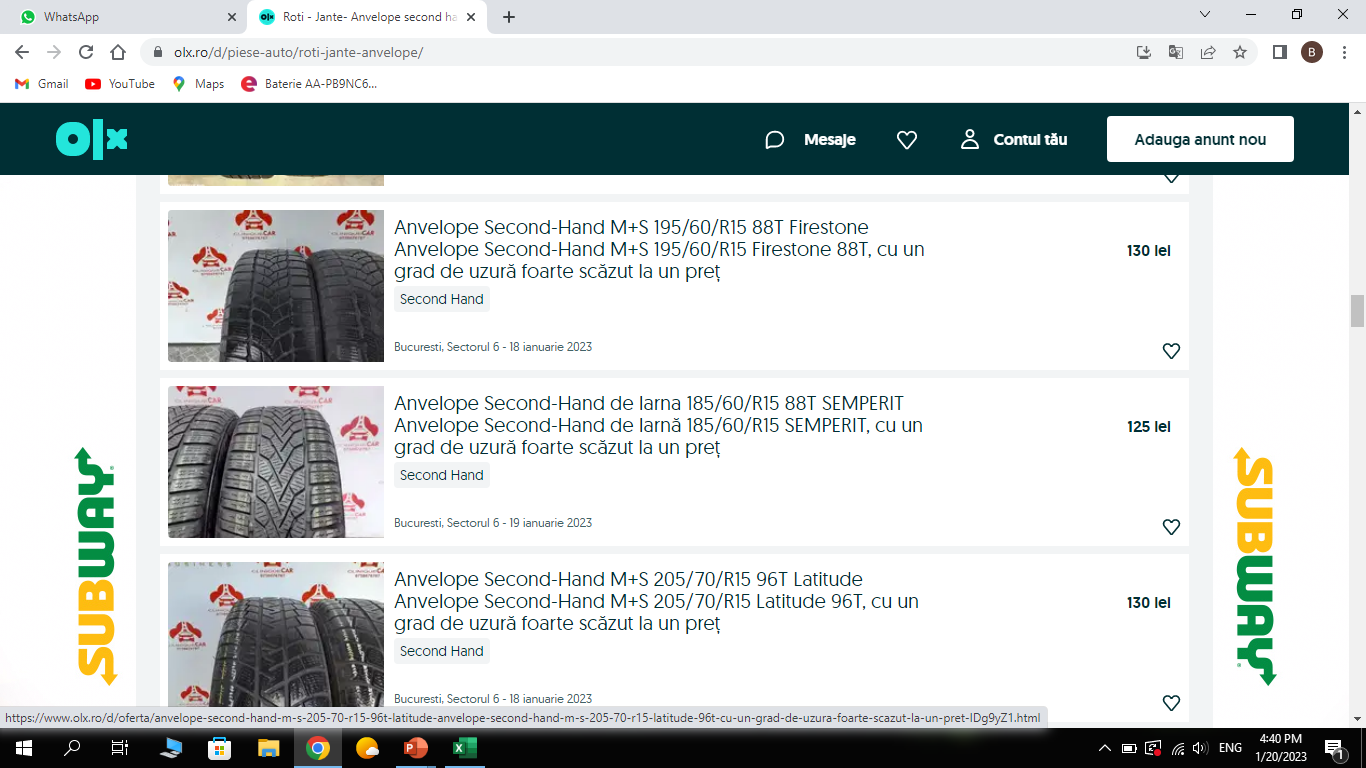 WhatsApp
Roti - Jante- Anvelope second ha
olx.ro/d/piese-auto/roti-jante-anvelope/
B
Gmail
YouTube
Maps
Baterie AA-PB9NC6...
olx
Mesaje
Contul tău
Adauga anunt nou
Anvelope Second-Hand M+S 195/60/R15 88T Firestone
Anvelope Second-Hand M+S 195/60/R15 Firestone 88T, cu un
grad de uzură foarte scăzut la un preț
130 lei
Second Hand
Bucuresti, Sectorul 6 - 18 ianuarie 2023
Anvelope Second-Hand de Iarna 185/60/R15 88T SEMPERIT
Anvelope Second-Hand de Iarnă 185/60/R15 SEMPERIT, cu un
grad de uzură foarte scăzut la un preț
125 lei
Second Hand
Bucuresti, Sectorul 6 - 19 ianuarie 2023
Anvelope Second-Hand M+S 205/70/R15 96T Latitude
Anvelope Second-Hand M+S 205/70/R15 Latitude 96T, cu un
grad de uzură foarte scăzut la un preț
130 lei
Second Hand
Bucuresti, Sectorul 6 - 18 ianuarie 2023
SUBWAY
SUBWAY
https://www.olx.ro/d/oferta/anvelope-second-hand-m-s-205-70-r15-96t-latitude-anvelope-second-hand-m-s-205-70-r15-latitude-96t-cu-un-grad-de-uzura-foarte-scazut-la-un-pret-IDg9yZ1.html
ENG
4:40 PM
1/20/2023
1